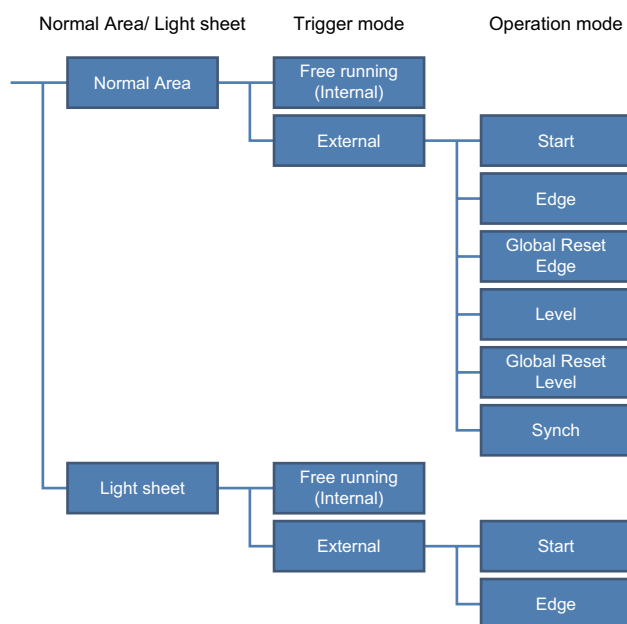 Normal Area/ Light sheet
Trigger mode
Operation mode
Normal Area
Free running
(Internal)
External
Start
Edge
Global Reset
Edge
Level
Global Reset
Level
Synch
Light sheet
Free running
(Internal)
External
Start
Edge